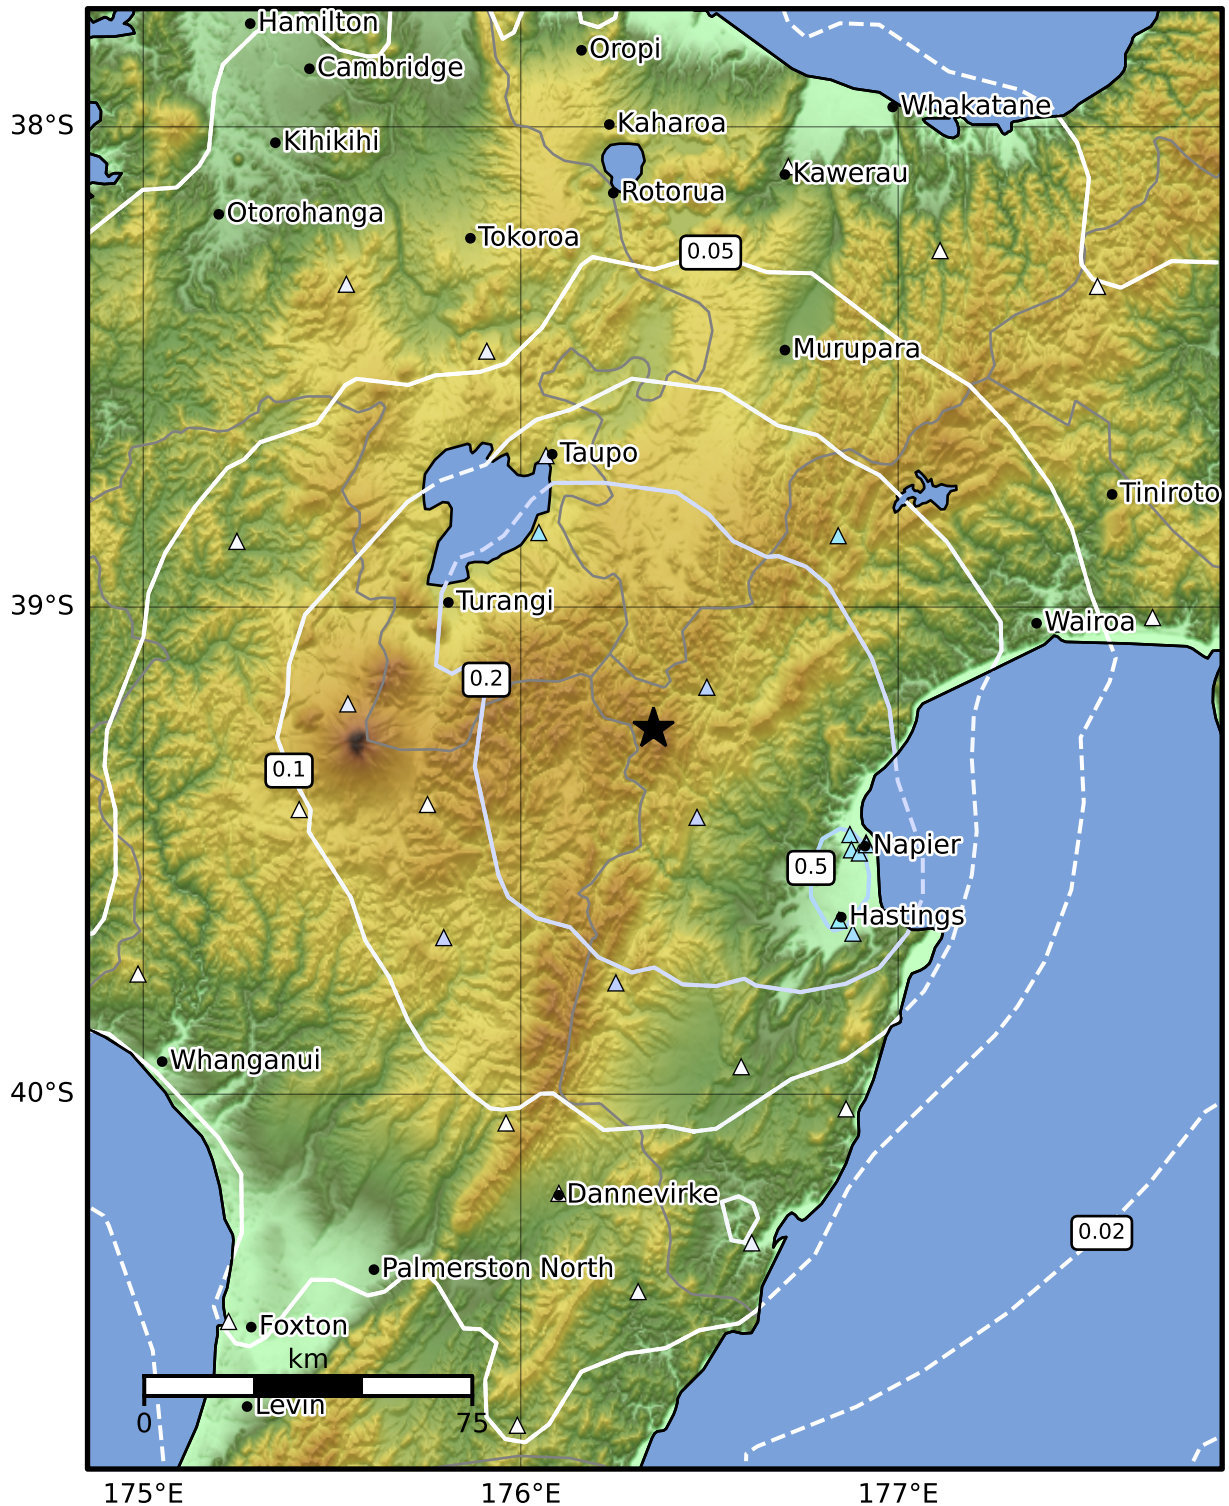 Hamilton
Oropi
Cambridge
Whakatane
38°S
Kaharoa
Kihikihi
Kawerau
Rotorua
Otorohanga
Tokoroa
0.05
Murupara
Taupo
Tiniroto
Turangi
39°S
Wairoa
0.2
0.1
Napier
0.5
Hastings
Whanganui
40°S
Dannevirke
0.02
Palmerston North
Foxton
km
Levin
0
75
175°E
176°E
177°E